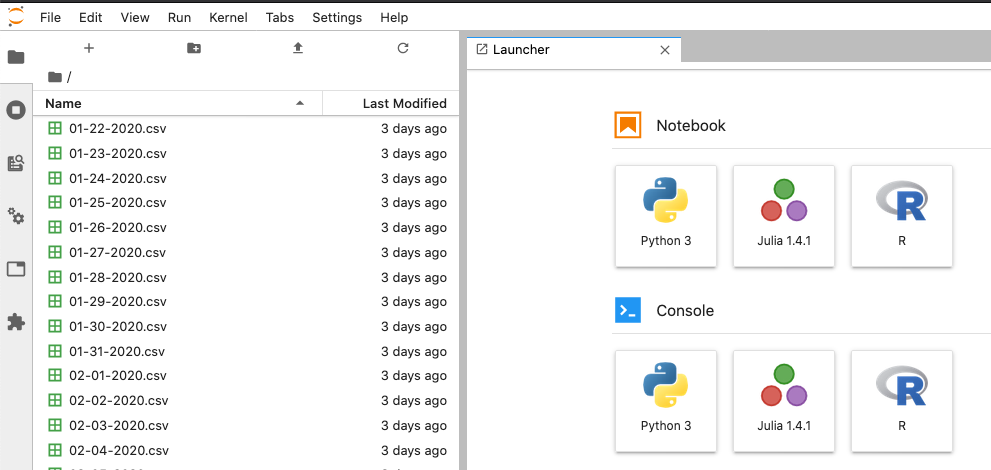 File Edit View Run Kernel Tabs Settings Help
/
Name Last Modified
01-22-2020.csv 3 days ago
01-23-2020.csv 3 days ago
01-24-2020.csv 3 days ago
01-25-2020.csv 3 days ago
01-26-2020.csv 3 days ago
01-27-2020.csv 3 days ago
01-28-2020.csv 3 days ago
01-29-2020.csv 3 days ago
01-30-2020.csv 3 days ago
01-31-2020.csv 3 days ago
02-01-2020.csv 3 days ago
02-02-2020.csv 3 days ago
02-03-2020.csv 3 days ago
02-04-2020.csv 3 days ago
Launcher
Notebook
Python 3 Julia 1.4.1 R
Console
Python 3 Julia 1.4.1 R